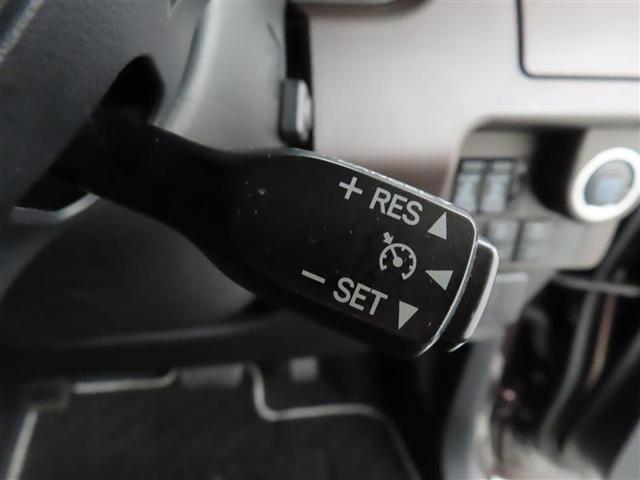 + RES ▲
◀
− SET ▼